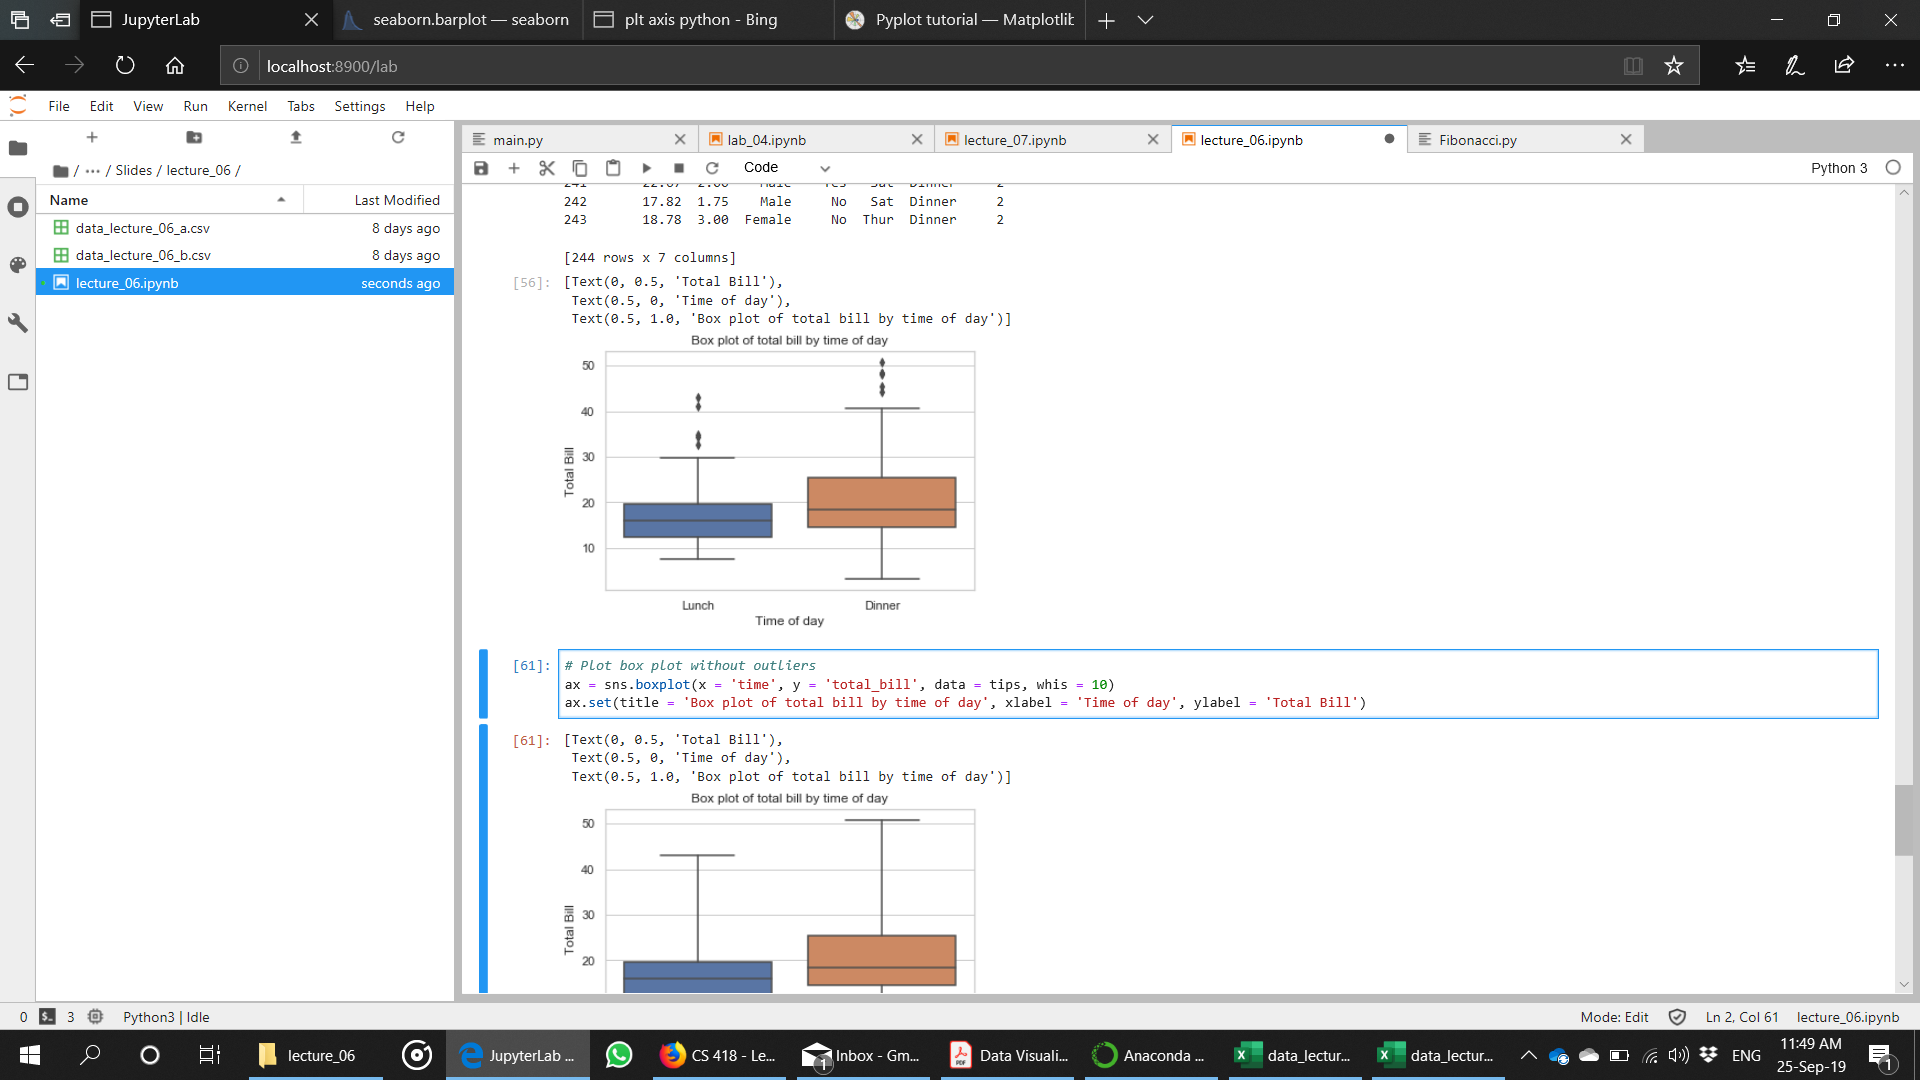 JupyterLab
seaborn.barplot — seaborn
plt axis python - Bing
Pyplot tutorial — Matplotlib
localhost:8900/lab
File Edit View Run Kernel Tabs Settings Help
main.py
lab_04.ipynb
lecture_07.ipynb
lecture_06.ipynb
Fibonacci.py
/ ··· / Slides / lecture_06 /
Code
Python 3
Name Last Modified
data_lecture_06_a.csv 8 days ago
data_lecture_06_b.csv 8 days ago
lecture_06.ipynb seconds ago
241 22.67 2.00 Male Yes Sat Dinner 2
242 17.82 1.75 Male No Sat Dinner 2
243 18.78 3.00 Female No Thur Dinner 2
[244 rows x 7 columns]
[56]: [Text(0, 0.5, 'Total Bill'),
Text(0.5, 0, 'Time of day'),
Text(0.5, 1.0, 'Box plot of total bill by time of day')]
Box plot of total bill by time of day
50
40
30
20
10
Total Bill
Lunch Dinner
Time of day
[61]: # Plot box plot without outliers
ax = sns.boxplot(x = 'time', y = 'total_bill', data = tips, whis = 10)
ax.set(title = 'Box plot of total bill by time of day', xlabel = 'Time of day', ylabel = 'Total Bill')
[61]: [Text(0, 0.5, 'Total Bill'),
Text(0.5, 0, 'Time of day'),
Text(0.5, 1.0, 'Box plot of total bill by time of day')]
Box plot of total bill by time of day
50
40
30
20
Total Bill
0 $_ 3 Python3 | Idle
Mode: Edit Ln 2, Col 61 lecture_06.ipynb
lecture_06
JupyterLab ...
CS 418 - Le...
1
Inbox - Gm...
Data Visuali...
Anaconda ...
data_lectur...
data_lectur...
ENG
11:49 AM
25-Sep-19
1